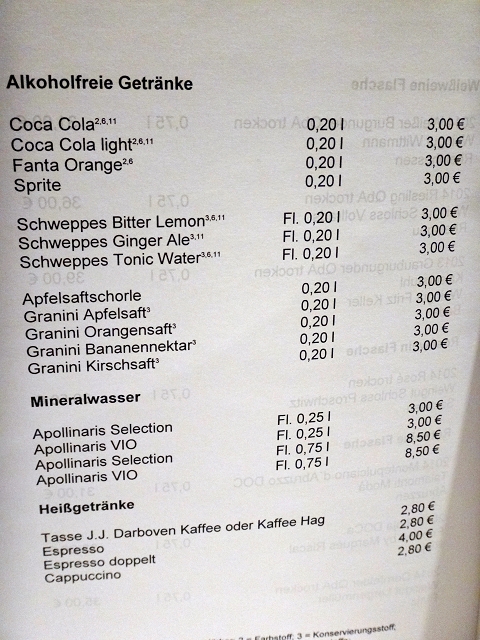 Alkoholfreie Getränke
Coca Cola2,6,11 0,20 l 3,00 €
Coca Cola light2,6,11 0,20 l 3,00 €
Fanta Orange2,6 0,20 l 3,00 €
Sprite 0,20 l 3,00 €
Schweppes Bitter Lemon3,6,11 Fl. 0,20 l 3,00 €
Schweppes Ginger Ale3,11 Fl. 0,20 l 3,00 €
Schweppes Tonic Water3,6,11 Fl. 0,20 l 3,00 €
Apfelsaftschorle 0,20 l 3,00 €
Granini Apfelsaft3 0,20 l 3,00 €
Granini Orangensaft3 0,20 l 3,00 €
Granini Bananennektar3 0,20 l 3,00 €
Granini Kirschsaft3 0,20 l 3,00 €
Mineralwasser
Apollinaris Selection Fl. 0,25 l 3,00 €
Apollinaris VIO Fl. 0,25 l 3,00 €
Apollinaris Selection Fl. 0,75 l 8,50 €
Apollinaris VIO Fl. 0,75 l 8,50 €
Heißgetränke
Tasse J.J. Darboven Kaffee oder Kaffee Hag 2,80 €
Espresso 2,80 €
Espresso doppelt 4,00 €
Cappuccino 2,80 €
2 = Farbstoff; 3 = Konservierungsstoff,